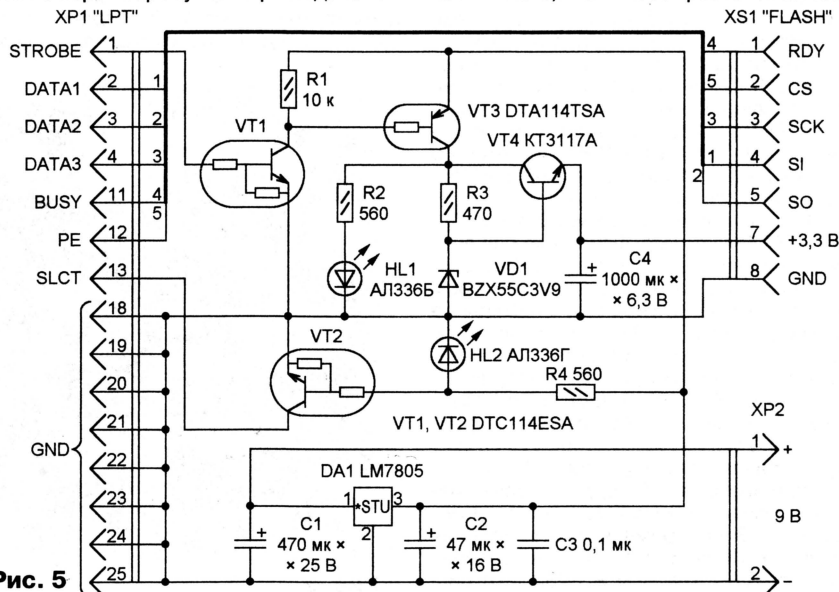 XP1 "LPT"
XS1 "FLASH"
STROBE 1
DATA1 2 1
DATA2 3 2
DATA3 4 3
BUSY 11 4
5
PE 12
SLCT 13
18
19
20
21
GND
22
23
24
25
R1
10 к
VT1
VT3 DTA114TSA
VT4 КТ3117А
R2
560
R3
470
HL1
АЛ336Б
VD1
BZX55C3V9
C4
1000 мк ×
× 6,3 В
4 1 RDY
5 2 CS
3 3 SCK
1 4 SI
2
5 SO
7 +3,3 В
8 GND
VT2
HL2 АЛ336Г
R4 560
VT1, VT2 DTC114ESA
XP2
1 +
DA1 LM7805
1 *STU 3
2
C1
470 мк ×
× 25 В
C2
47 мк ×
× 16 В
C3 0,1 мк
9 В
2 –
Рис. 5